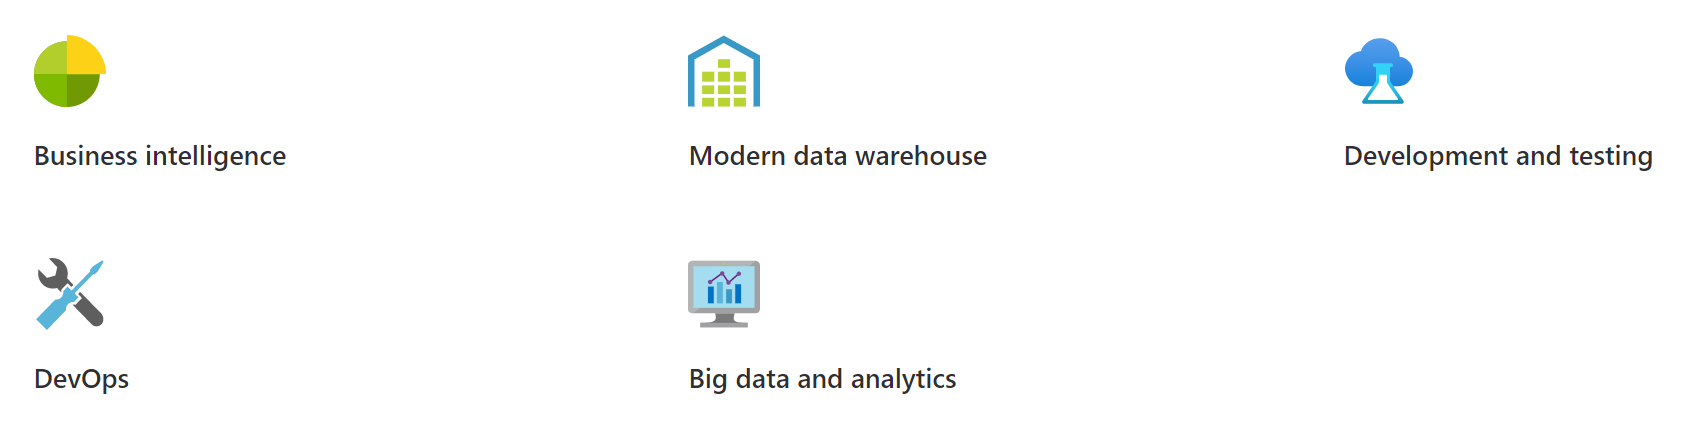 Business intelligence
Modern data warehouse
Development and testing
DevOps
Big data and analytics